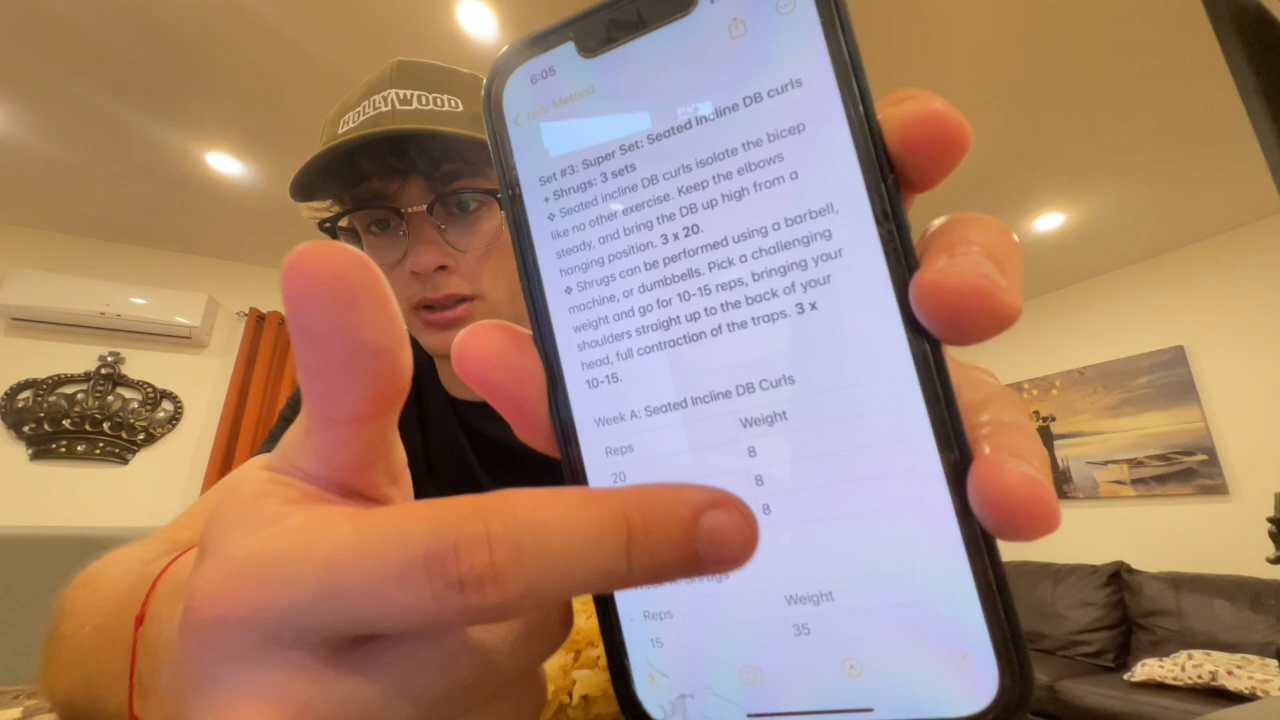 HOLLYWOOD
6:05
Method
Set #3: Super Set: Seated Incline DB curls
+ Shrugs: 3 sets
❖ Seated incline DB curls isolate the bicep
like no other exercise. Keep the elbows
steady, and bring the DB up high from a
hanging position. 3 x 20.
❖ Shrugs can be performed using a barbell,
machine, or dumbbells. Pick a challenging
weight and go for 10-15 reps, bringing your
shoulders straight up to the back of your
head, full contraction of the traps. 3 x
10-15.
Week A: Seated Incline DB Curls
Reps Weight
20 8
8
8
Shrugs
Reps Weight
15 35